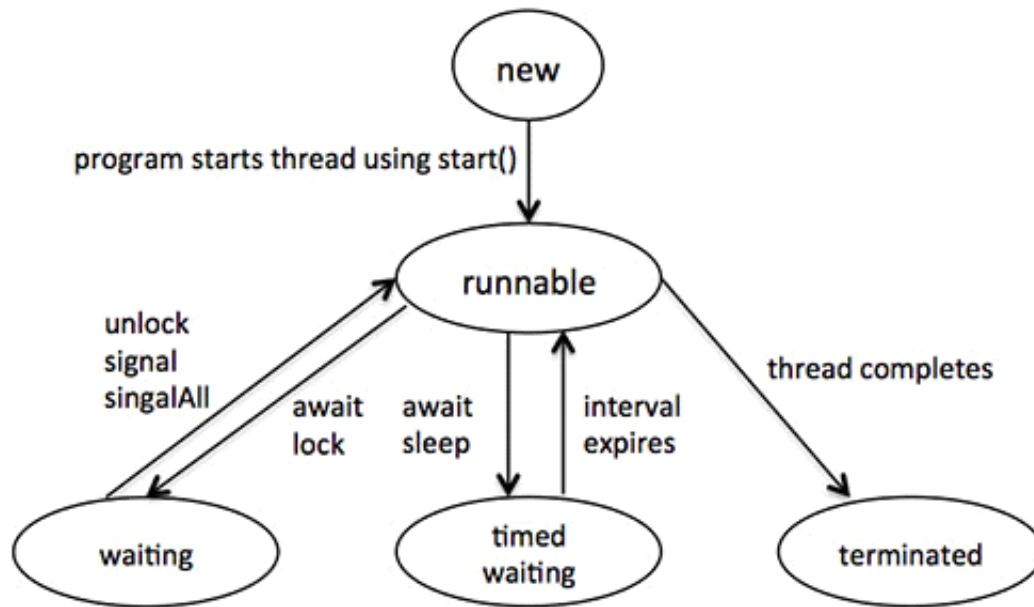 new
program starts thread using start()
runnable
unlock
signal
singalAll
await
lock
await
sleep
interval
expires
thread completes
waiting
timed
waiting
terminated